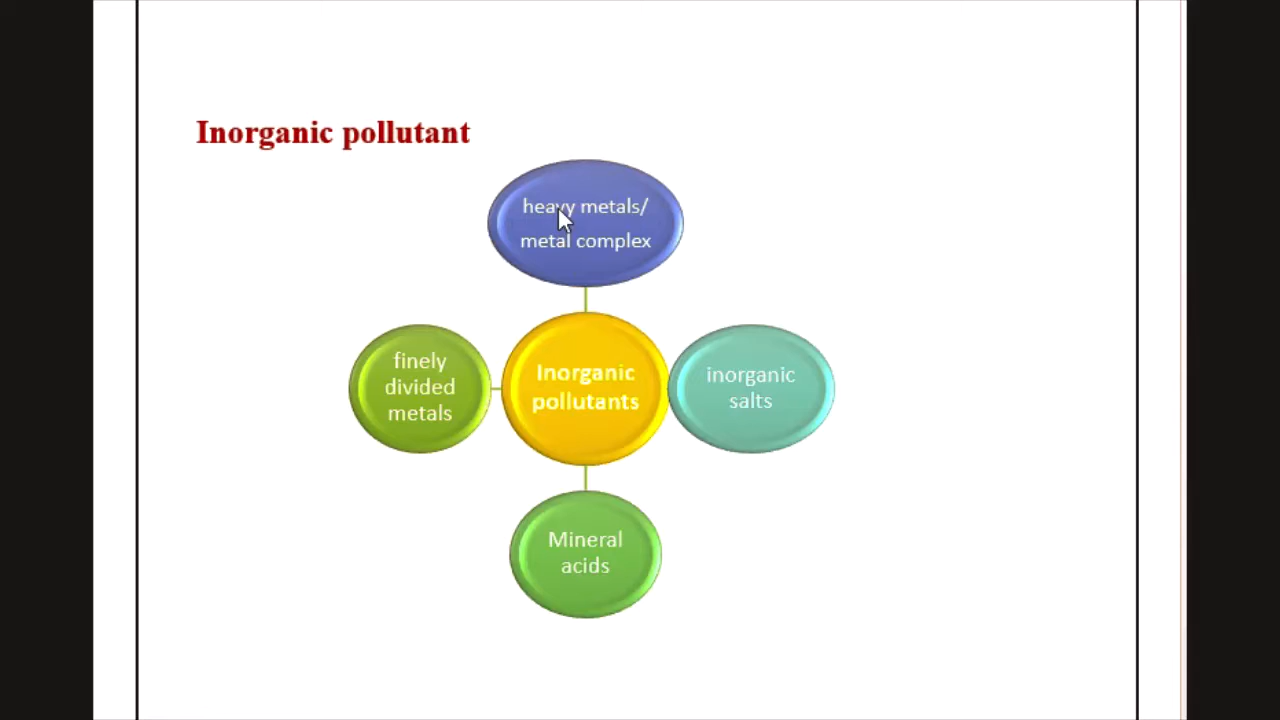 Inorganic pollutant
heavy metals/
metal complex
finely
divided
metals
Inorganic
pollutants
inorganic
salts
Mineral
acids